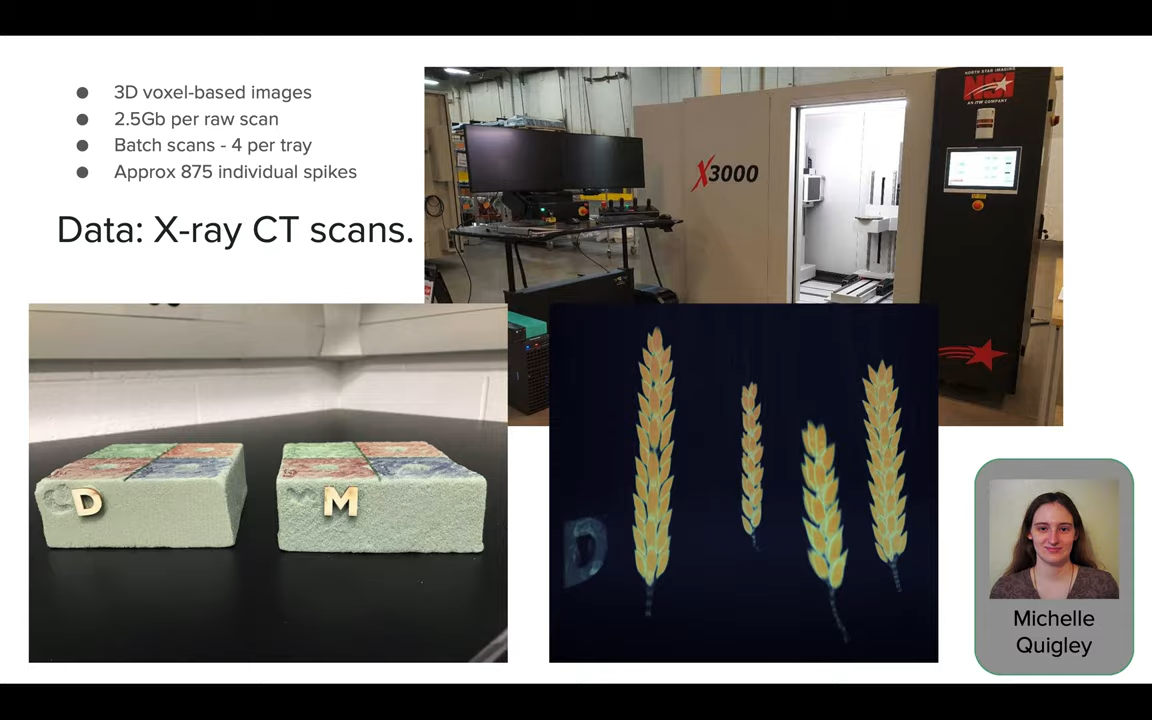 3D voxel-based images
2.5Gb per raw scan
Batch scans - 4 per tray
Approx 875 individual spikes
Data: X-ray CT scans.
NORTH STAR IMAGING
NSI
AN ITW COMPANY
X3000
D
M
D
Michelle
Quigley